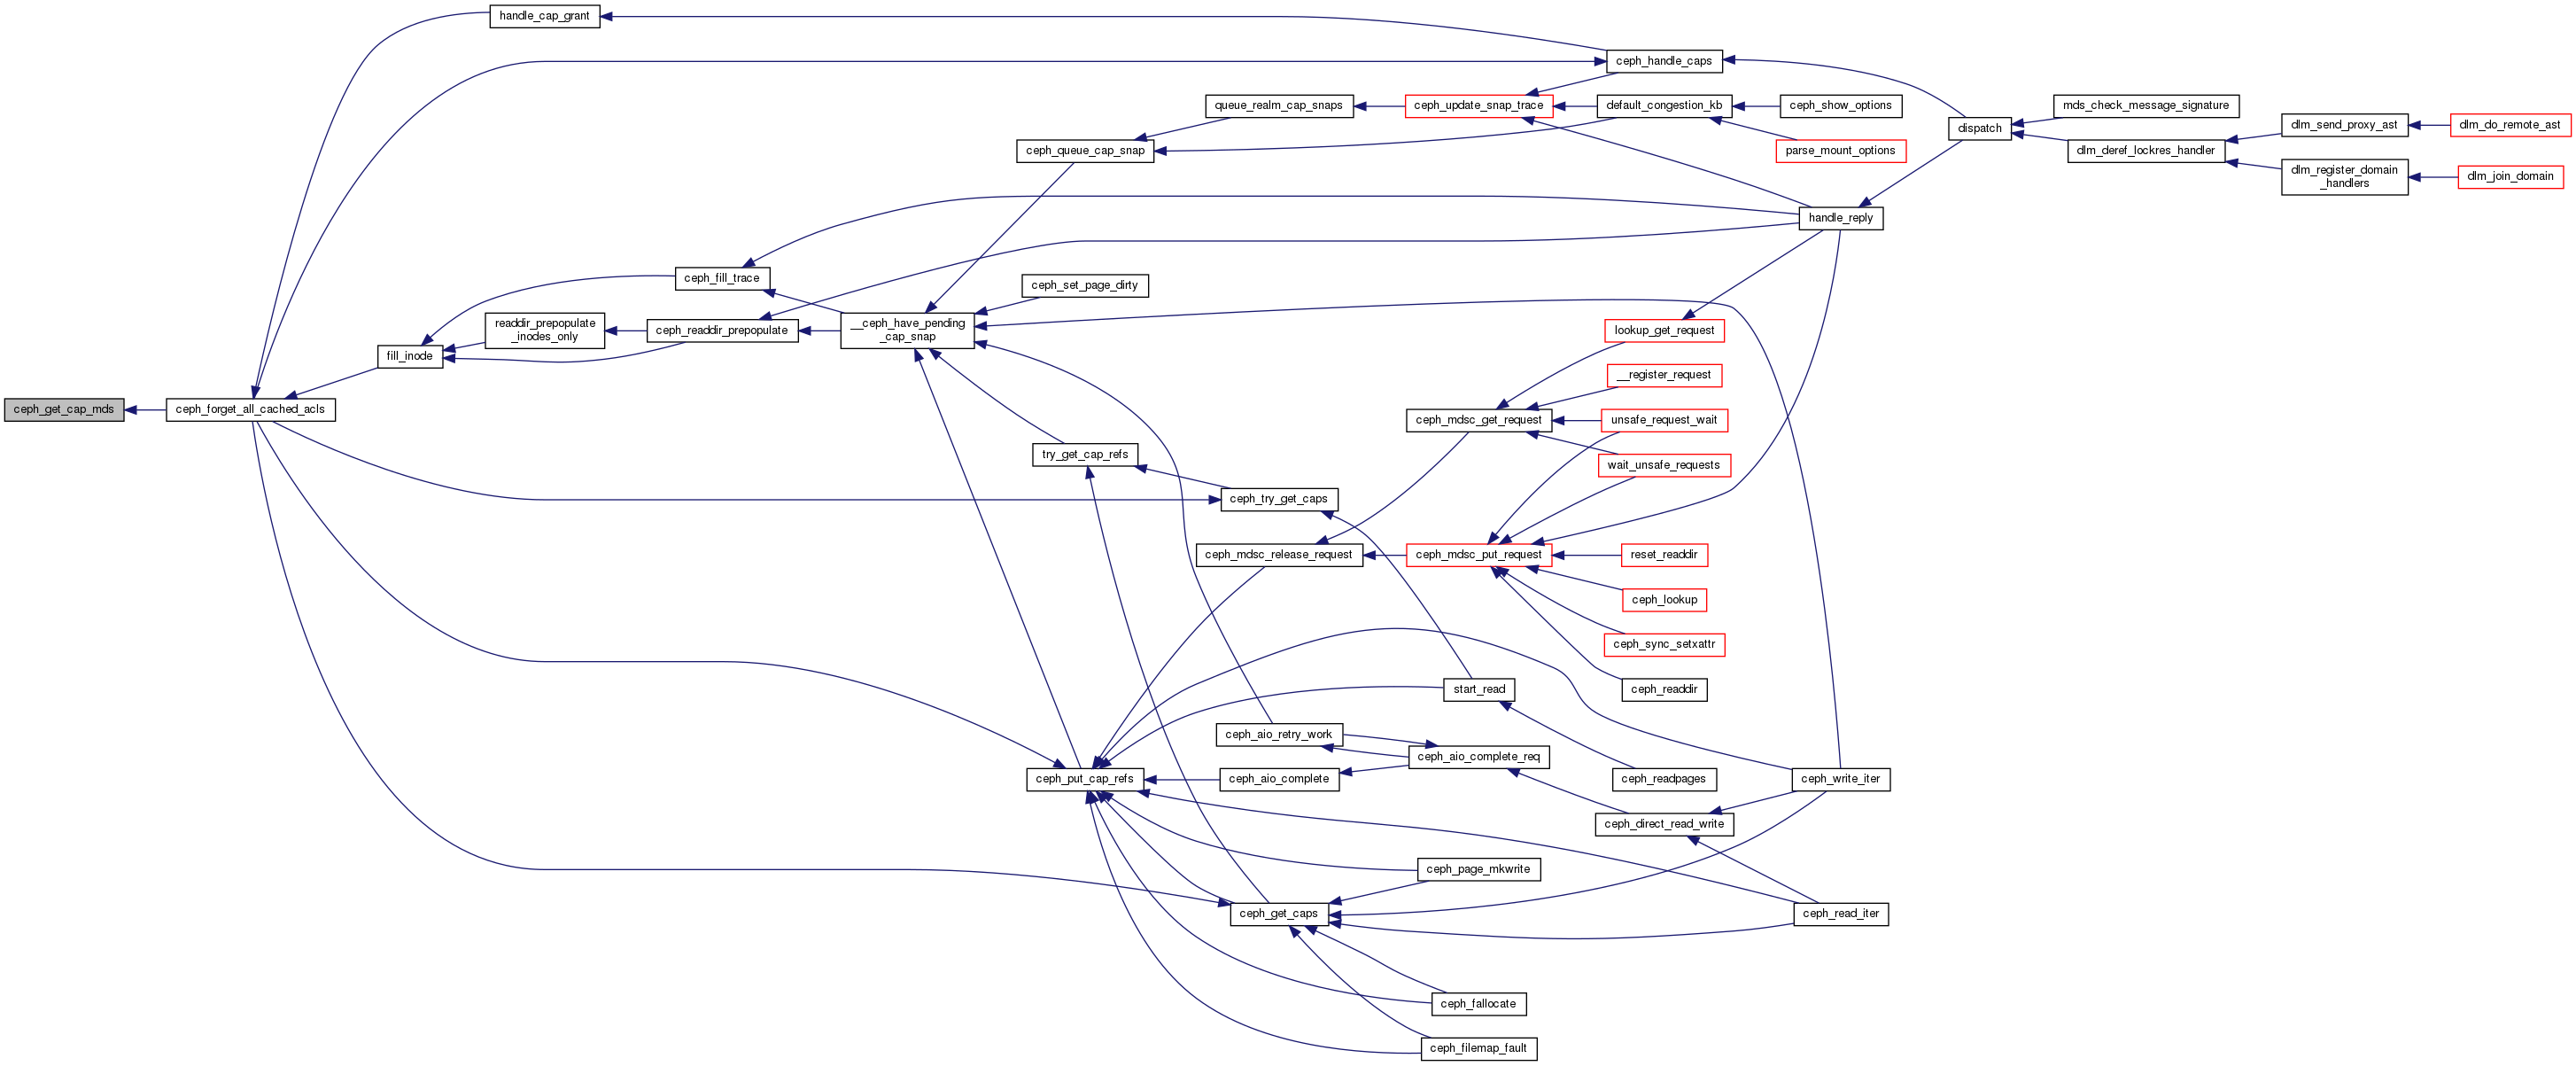 handle_cap_grant
ceph_handle_caps
queue_realm_cap_snaps
ceph_update_snap_trace
default_congestion_kb
ceph_show_options
mds_check_message_signature
dispatch
dlm_send_proxy_ast
dlm_do_remote_ast
ceph_queue_cap_snap
parse_mount_options
dlm_deref_lockres_handler
dlm_register_domain
_handlers
dlm_join_domain
handle_reply
ceph_fill_trace
ceph_set_page_dirty
readdir_prepopulate
_inodes_only
ceph_readdir_prepopulate
__ceph_have_pending
_cap_snap
lookup_get_request
fill_inode
__register_request
ceph_get_cap_mds
ceph_forget_all_cached_acls
ceph_mdsc_get_request
unsafe_request_wait
try_get_cap_refs
wait_unsafe_requests
ceph_try_get_caps
ceph_mdsc_release_request
ceph_mdsc_put_request
reset_readdir
ceph_lookup
ceph_sync_setxattr
start_read
ceph_readdir
ceph_aio_retry_work
ceph_aio_complete_req
ceph_put_cap_refs
ceph_aio_complete
ceph_readpages
ceph_write_iter
ceph_direct_read_write
ceph_page_mkwrite
ceph_get_caps
ceph_read_iter
ceph_fallocate
ceph_filemap_fault